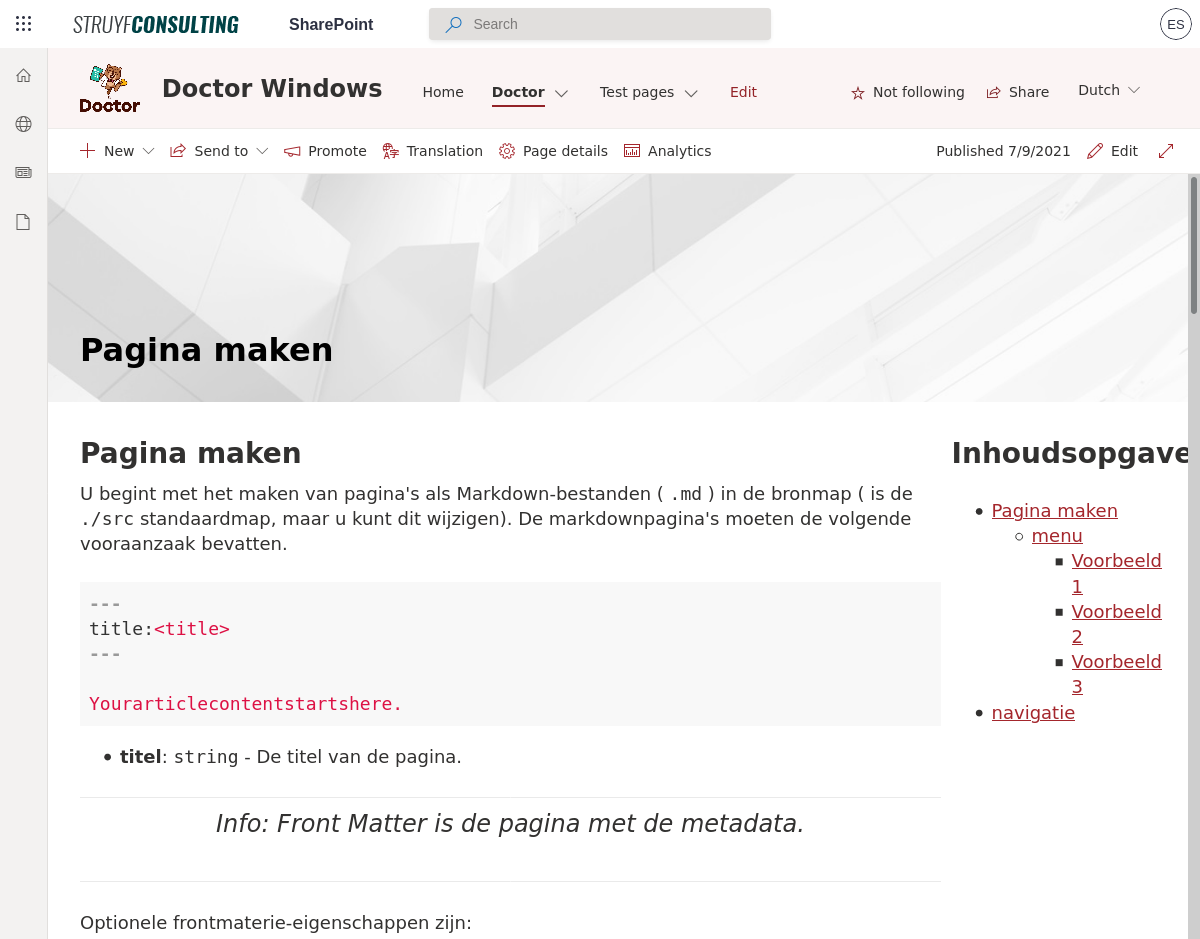 STRUYFCONSULTING SharePoint Search ES
Doctor Doctor Windows Home Doctor Test pages Edit Not following Share Dutch
New Send to Promote Translation Page details Analytics Published 7/9/2021 Edit
Pagina maken
Pagina maken
U begint met het maken van pagina's als Markdown-bestanden ( .md ) in de bronmap ( is de
./src standaardmap, maar u kunt dit wijzigen). De markdownpagina's moeten de volgende
vooraanzaak bevatten.
---
title:<title>
---
Yourarticlecontentstartshere.
• titel: string - De titel van de pagina.
Info: Front Matter is de pagina met de metadata.
Optionele frontmaterie-eigenschappen zijn:
Inhoudsopgave
• Pagina maken
○ menu
▪ Voorbeeld
1
▪ Voorbeeld
2
▪ Voorbeeld
3
• navigatie